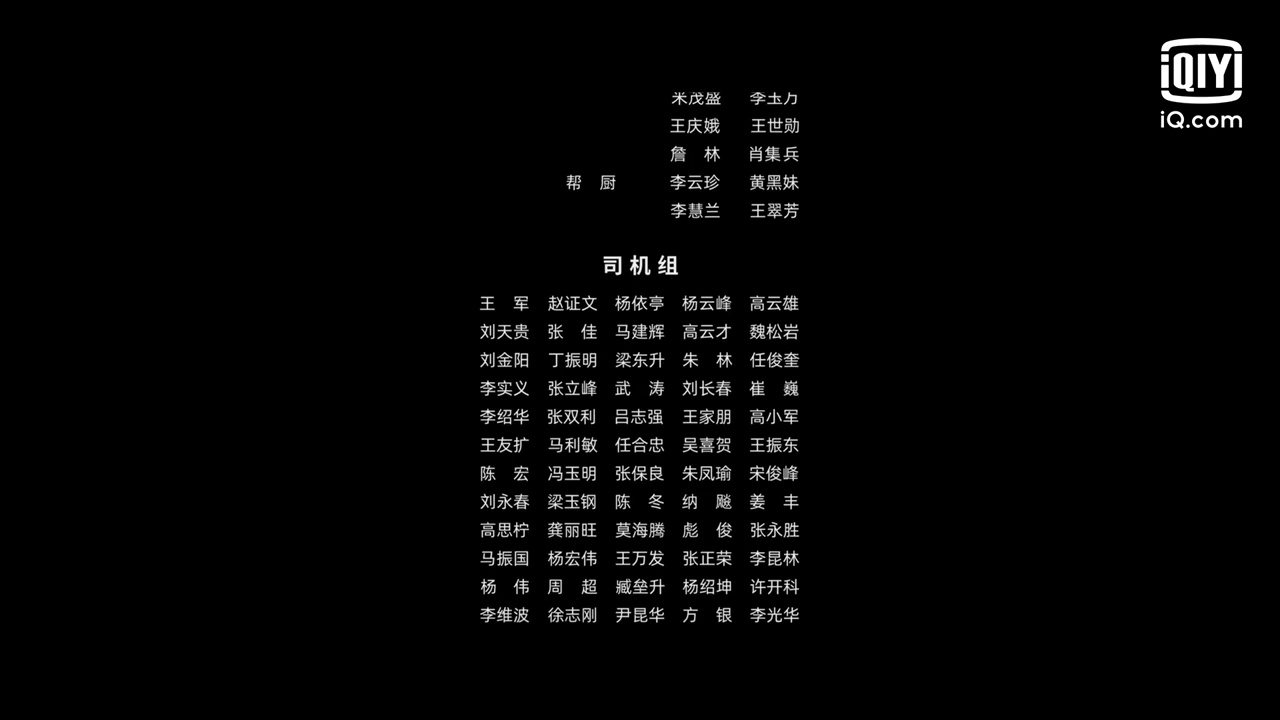 iQIYI
iQ.com
王庆娥 王世勋
詹 林 肖集兵
帮 厨 李云珍 黄黑妹
李慧兰 王翠芳
司机组
王 军 赵证文 杨依亭 杨云峰 高云雄
刘天贵 张 佳 马建辉 高云才 魏松岩
刘金阳 丁振明 梁东升 朱 林 任俊奎
李实义 张立峰 武 涛 刘长春 崔 巍
李绍华 张双利 吕志强 王家朋 高小军
王友扩 马利敏 任合忠 吴喜贺 王振东
陈 宏 冯玉明 张保良 朱凤瑜 宋俊峰
刘永春 梁玉钢 陈 冬 纳 飚 姜 丰
高思柠 龚丽旺 莫海腾 彪 俊 张永胜
马振国 杨宏伟 王万发 张正荣 李昆林
杨 伟 周 超 臧垒升 杨绍坤 许开科
李维波 徐志刚 尹昆华 方 银 李光华